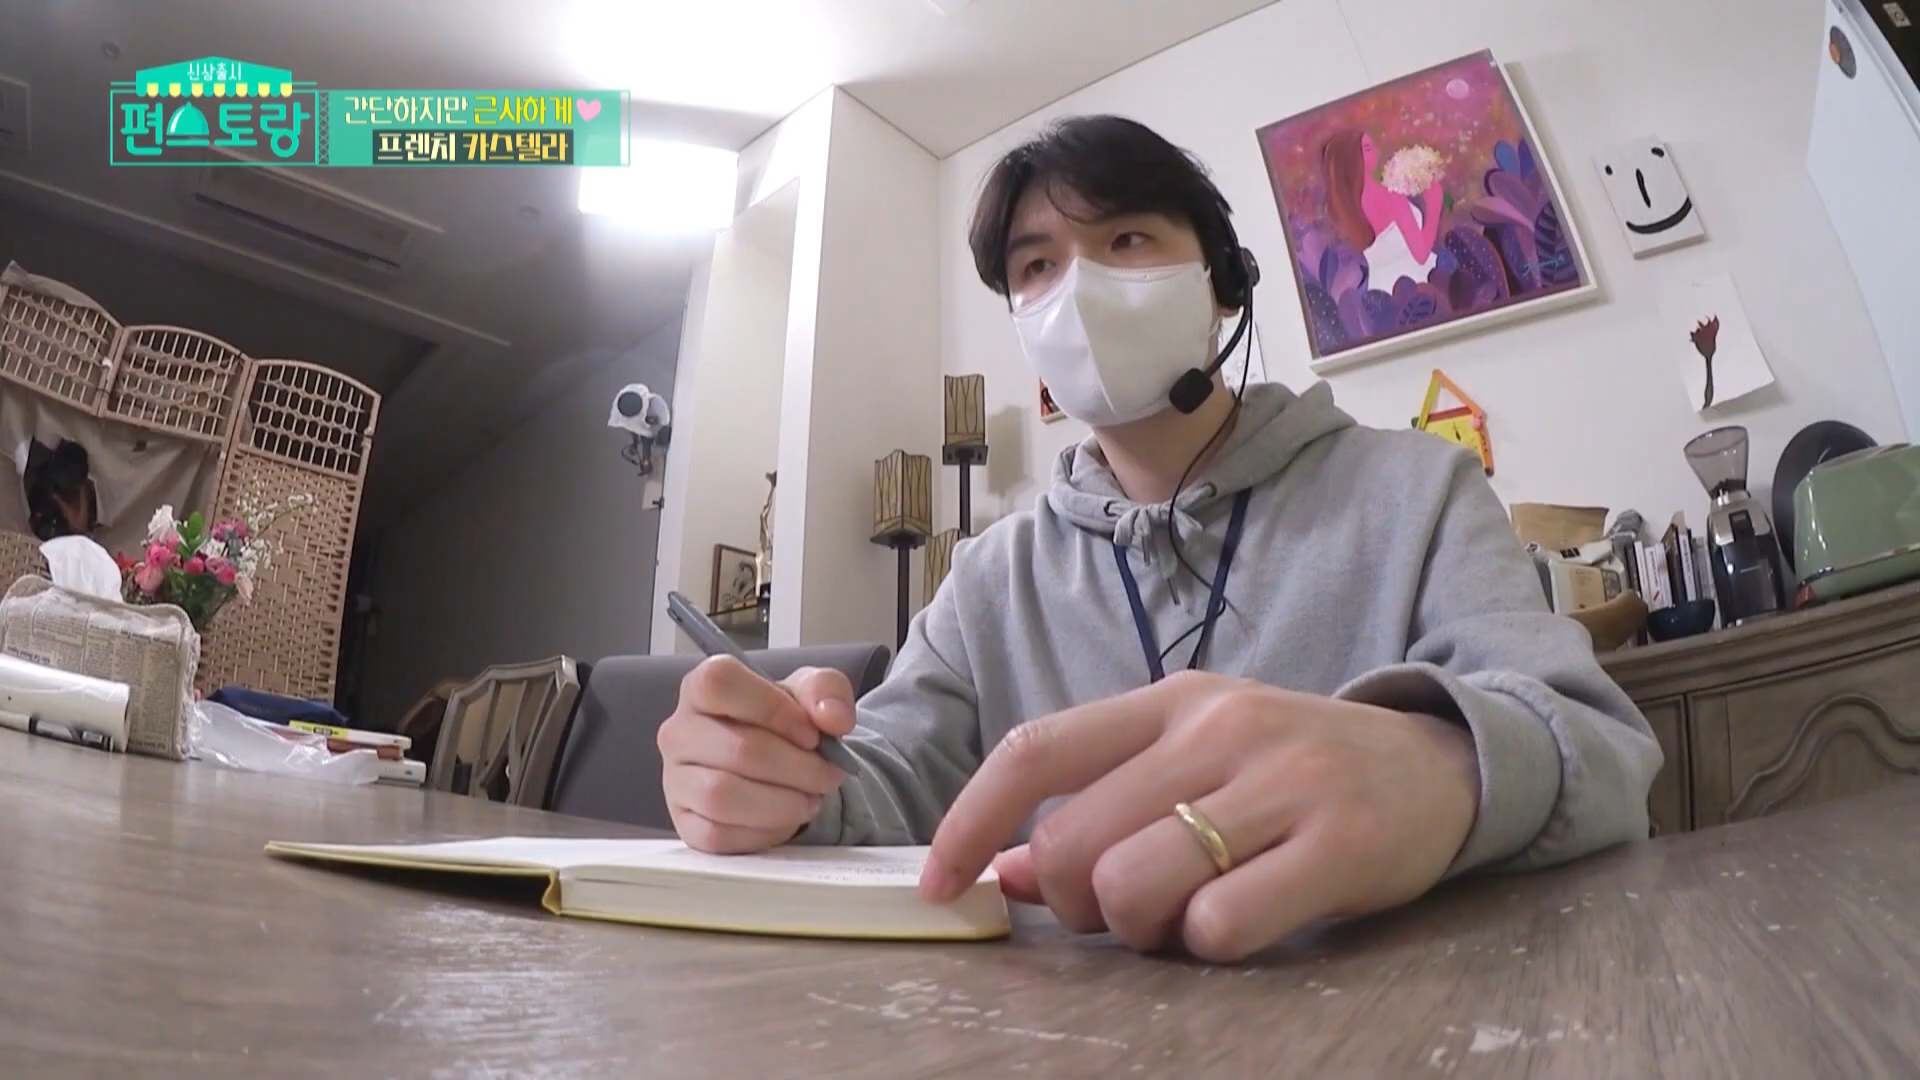 신상출시
편스토랑
간단하지만 근사하게
프렌치 카스텔라